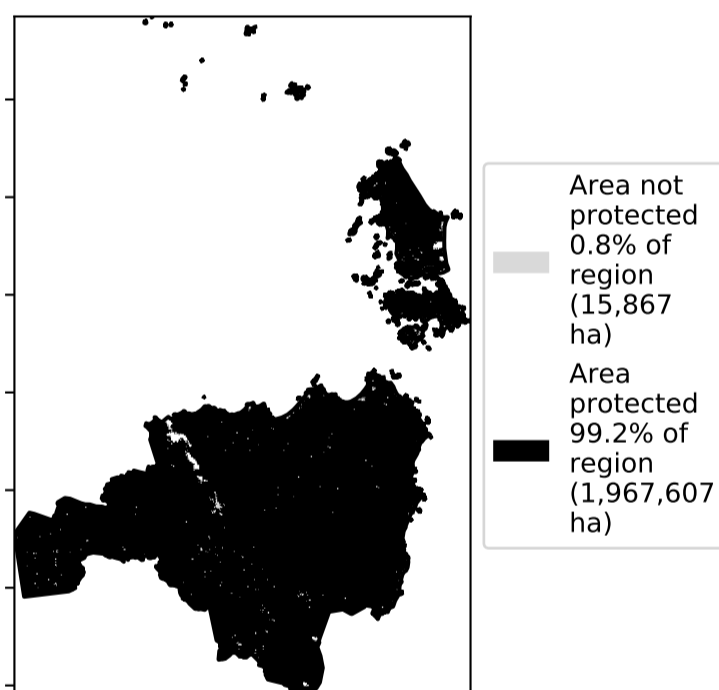 Area not
protected
0.8% of
region
(15,867
ha)
Area
protected
99.2% of
region
(1,967,607
ha)